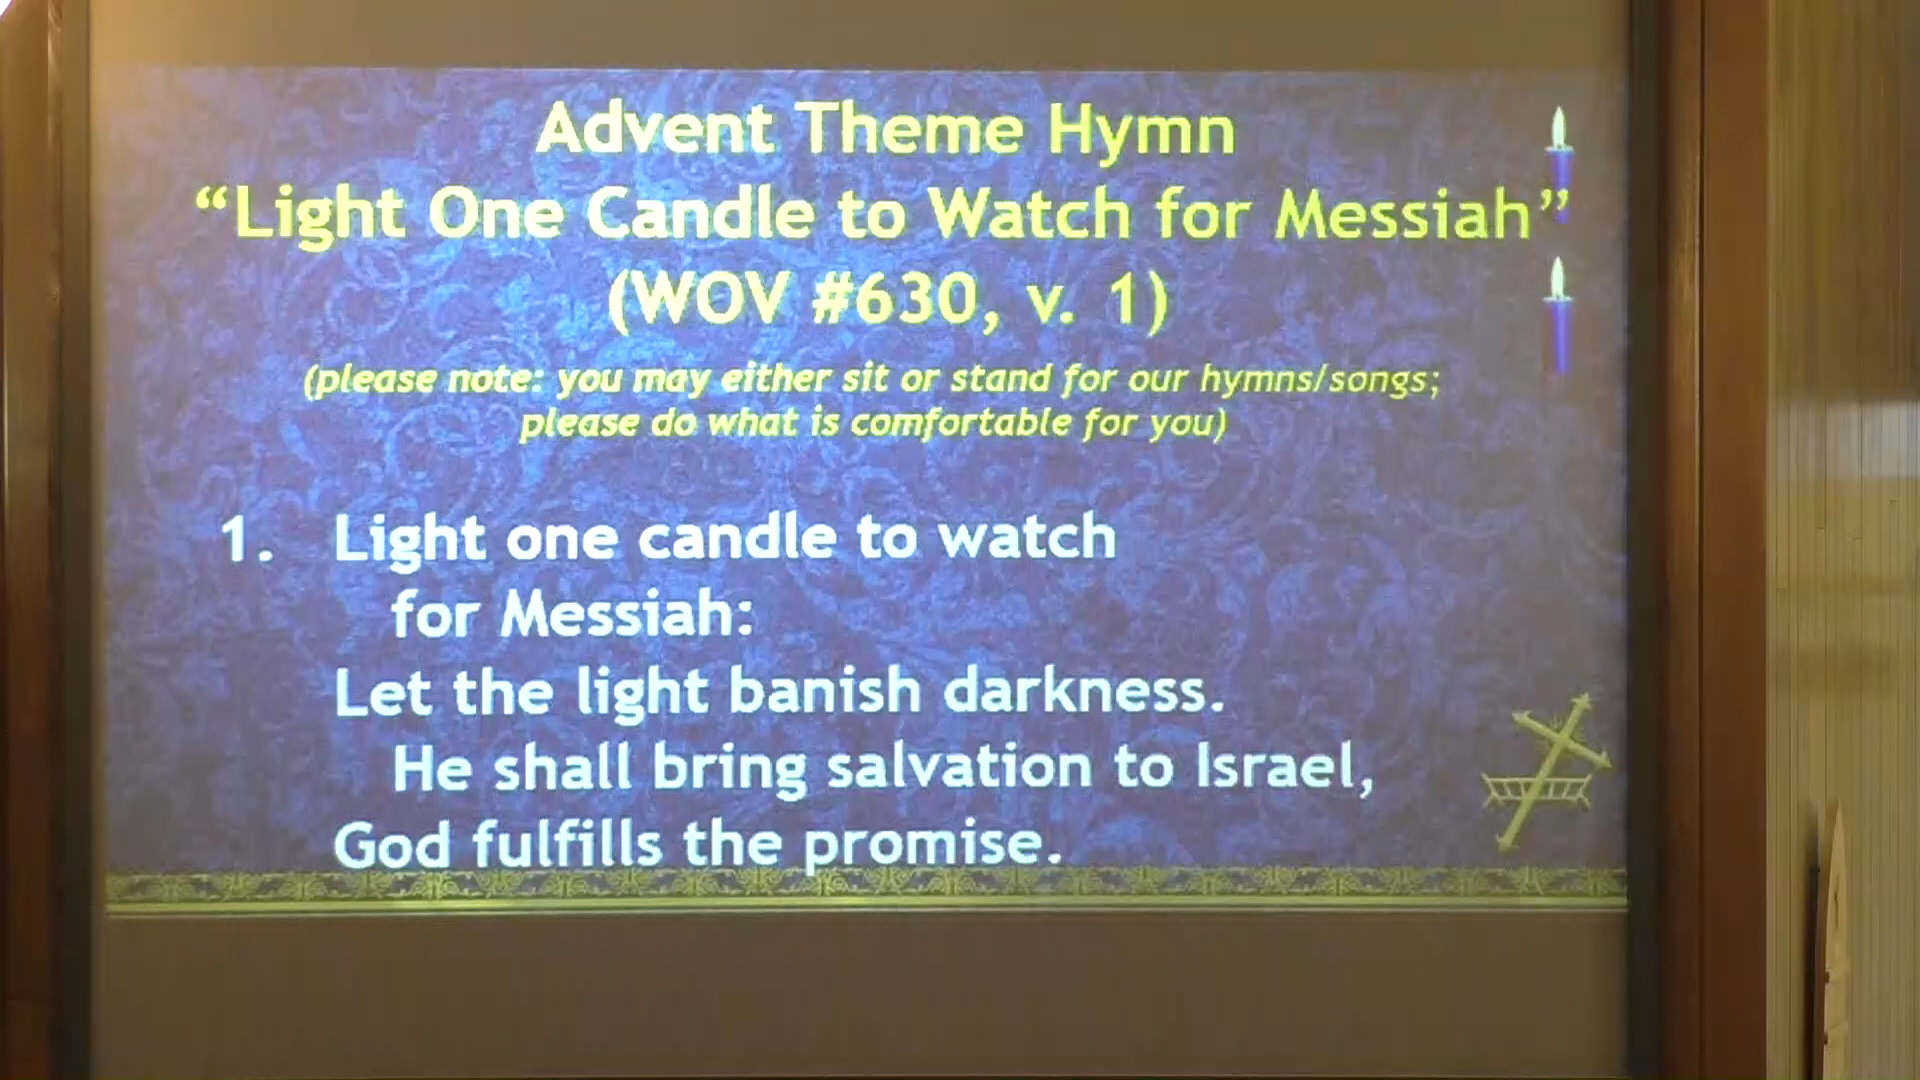 Advent Theme Hymn
“Light One Candle to Watch for Messiah”
(WOV #630, v. 1)
(please note: you may either sit or stand for our hymns/songs;
please do what is comfortable for you)
1. Light one candle to watch
for Messiah:
Let the light banish darkness.
He shall bring salvation to Israel,
God fulfills the promise.